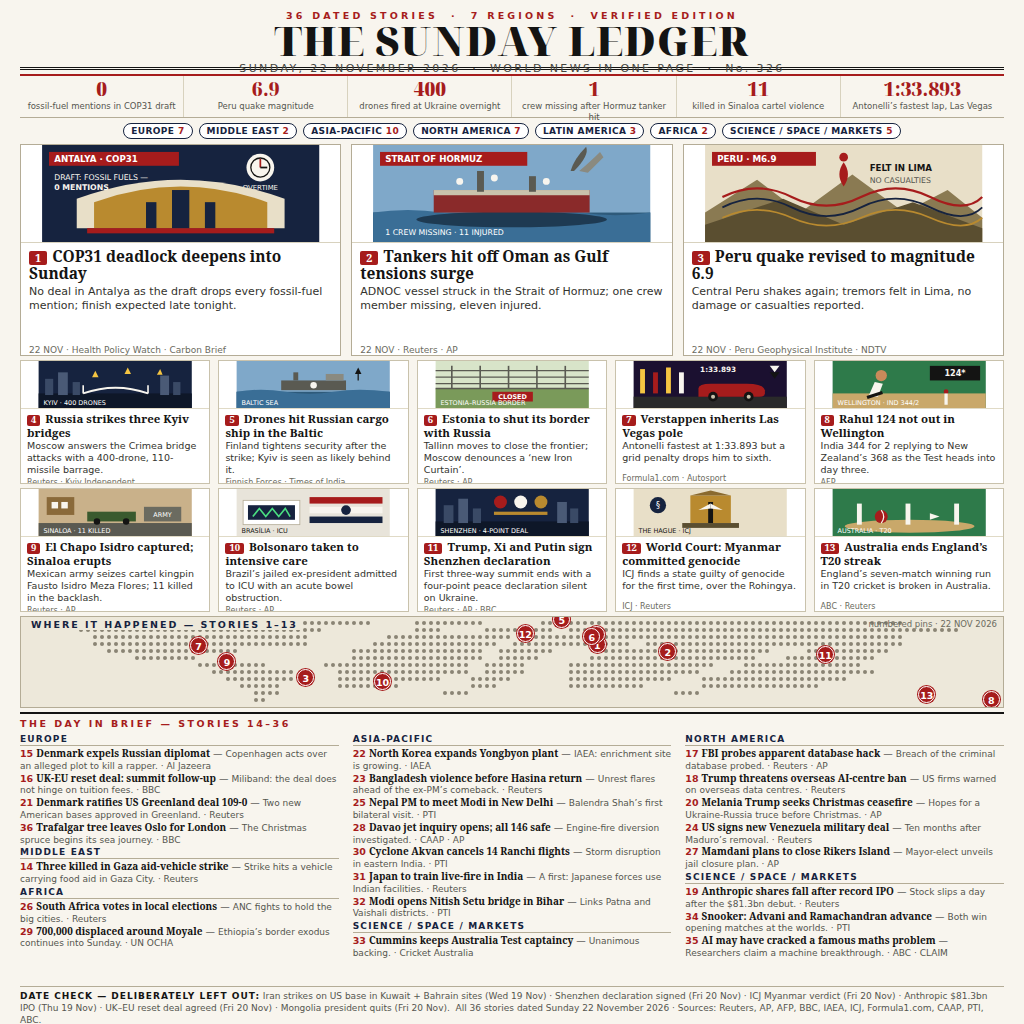 36 DATED STORIES · 7 REGIONS · VERIFIED EDITION
THE SUNDAY LEDGER
SUNDAY, 22 NOVEMBER 2026 · WORLD NEWS IN ONE PAGE · No. 326
0
fossil-fuel mentions in COP31 draft
6.9
Peru quake magnitude
400
drones fired at Ukraine overnight
1
crew missing after Hormuz tanker
hit
11
killed in Sinaloa cartel violence
1:33.893
Antonelli’s fastest lap, Las Vegas
EUROPE 7
MIDDLE EAST 2
ASIA-PACIFIC 10
NORTH AMERICA 7
LATIN AMERICA 3
AFRICA 2
SCIENCE / SPACE / MARKETS 5
ANTALYA · COP31
DRAFT: FOSSIL FUELS —
0 MENTIONS
OVERTIME
1 COP31 deadlock deepens into
Sunday
No deal in Antalya as the draft drops every fossil-fuel
mention; finish expected late tonight.
22 NOV · Health Policy Watch · Carbon Brief
STRAIT OF HORMUZ
1 CREW MISSING · 11 INJURED
2 Tankers hit off Oman as Gulf
tensions surge
ADNOC vessel struck in the Strait of Hormuz; one crew
member missing, eleven injured.
22 NOV · Reuters · AP
PERU · M6.9
FELT IN LIMA
NO CASUALTIES
3 Peru quake revised to magnitude
6.9
Central Peru shakes again; tremors felt in Lima, no
damage or casualties reported.
22 NOV · Peru Geophysical Institute · NDTV
KYIV · 400 DRONES
4 Russia strikes three Kyiv
bridges
Moscow answers the Crimea bridge
attacks with a 400-drone, 110-
missile barrage.
Reuters · Kyiv Independent
BALTIC SEA
5 Drones hit Russian cargo
ship in the Baltic
Finland tightens security after the
strike; Kyiv is seen as likely behind
it.
Finnish Forces · Times of India
CLOSED
ESTONIA–RUSSIA BORDER
6 Estonia to shut its border
with Russia
Tallinn moves to close the frontier;
Moscow denounces a ‘new Iron
Curtain’.
Reuters · AP
1:33.893
7 Verstappen inherits Las
Vegas pole
Antonelli fastest at 1:33.893 but a
grid penalty drops him to sixth.
Formula1.com · Autosport
124*
WELLINGTON · IND 344/2
8 Rahul 124 not out in
Wellington
India 344 for 2 replying to New
Zealand’s 368 as the Test heads into
day three.
AFP
ARMY
SINALOA · 11 KILLED
9 El Chapo Isidro captured;
Sinaloa erupts
Mexican army seizes cartel kingpin
Fausto Isidro Meza Flores; 11 killed
in the backlash.
Reuters · AP
BRASÍLIA · ICU
10 Bolsonaro taken to
intensive care
Brazil’s jailed ex-president admitted
to ICU with an acute bowel
obstruction.
Reuters · AP
SHENZHEN · 4-POINT DEAL
11 Trump, Xi and Putin sign
Shenzhen declaration
First three-way summit ends with a
four-point peace declaration silent
on Ukraine.
Reuters · AP · BBC
§
THE HAGUE · ICJ
12 World Court: Myanmar
committed genocide
ICJ finds a state guilty of genocide
for the first time, over the Rohingya.
ICJ · Reuters
AUSTRALIA · T20
13 Australia ends England’s
T20 streak
England’s seven-match winning run
in T20 cricket is broken in Australia.
ABC · Reuters
WHERE IT HAPPENED — STORIES 1–13
numbered pins · 22 NOV 2026
7
9
3
10
12
5
1
6
2
11
13
8
THE DAY IN BRIEF — STORIES 14–36
EUROPE
15 Denmark expels Russian diplomat — Copenhagen acts over
an alleged plot to kill a rapper. · Al Jazeera
16 UK-EU reset deal: summit follow-up — Miliband: the deal does
not hinge on tuition fees. · BBC
21 Denmark ratifies US Greenland deal 109-0 — Two new
American bases approved in Greenland. · Reuters
36 Trafalgar tree leaves Oslo for London — The Christmas
spruce begins its sea journey. · BBC
MIDDLE EAST
14 Three killed in Gaza aid-vehicle strike — Strike hits a vehicle
carrying food aid in Gaza City. · Reuters
AFRICA
26 South Africa votes in local elections — ANC fights to hold the
big cities. · Reuters
29 700,000 displaced around Moyale — Ethiopia’s border exodus
continues into Sunday. · UN OCHA
ASIA-PACIFIC
22 North Korea expands Yongbyon plant — IAEA: enrichment site
is growing. · IAEA
23 Bangladesh violence before Hasina return — Unrest flares
ahead of the ex-PM’s comeback. · Reuters
25 Nepal PM to meet Modi in New Delhi — Balendra Shah’s first
bilateral visit. · PTI
28 Davao jet inquiry opens; all 146 safe — Engine-fire diversion
investigated. · CAAP · AP
30 Cyclone Akvan cancels 14 Ranchi flights — Storm disruption
in eastern India. · PTI
31 Japan to train live-fire in India — A first: Japanese forces use
Indian facilities. · Reuters
32 Modi opens Nitish Setu bridge in Bihar — Links Patna and
Vaishali districts. · PTI
SCIENCE / SPACE / MARKETS
33 Cummins keeps Australia Test captaincy — Unanimous
backing. · Cricket Australia
NORTH AMERICA
17 FBI probes apparent database hack — Breach of the criminal
database probed. · Reuters · AP
18 Trump threatens overseas AI-centre ban — US firms warned
on overseas data centres. · Reuters
20 Melania Trump seeks Christmas ceasefire — Hopes for a
Ukraine-Russia truce before Christmas. · AP
24 US signs new Venezuela military deal — Ten months after
Maduro’s removal. · Reuters
27 Mamdani plans to close Rikers Island — Mayor-elect unveils
jail closure plan. · AP
SCIENCE / SPACE / MARKETS
19 Anthropic shares fall after record IPO — Stock slips a day
after the $81.3bn debut. · Reuters
34 Snooker: Advani and Ramachandran advance — Both win
opening matches at the worlds. · PTI
35 AI may have cracked a famous maths problem —
Researchers claim a machine breakthrough. · ABC · CLAIM
DATE CHECK — DELIBERATELY LEFT OUT: Iran strikes on US base in Kuwait + Bahrain sites (Wed 19 Nov) · Shenzhen declaration signed (Fri 20 Nov) · ICJ Myanmar verdict (Fri 20 Nov) · Anthropic $81.3bn
IPO (Thu 19 Nov) · UK–EU reset deal agreed (Fri 20 Nov) · Mongolia president quits (Fri 20 Nov). All 36 stories dated Sunday 22 November 2026 · Sources: Reuters, AP, AFP, BBC, IAEA, ICJ, Formula1.com, CAAP, PTI,
ABC.